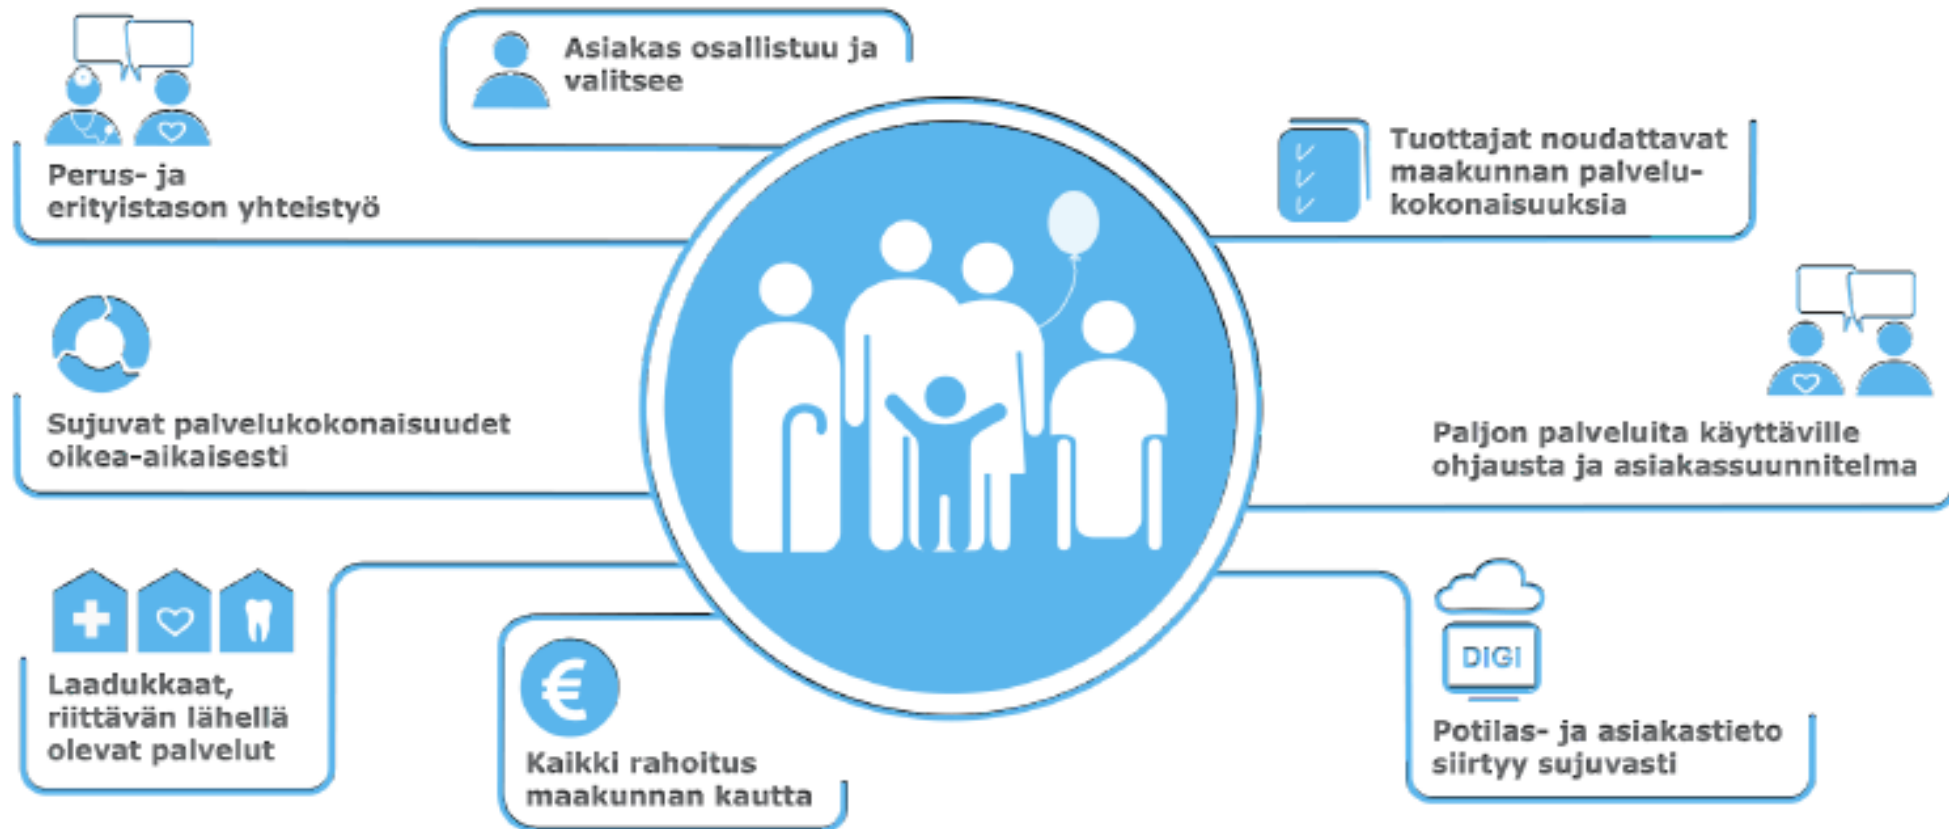 Asiakas osallistuu ja
valitsee
Perus- ja
erityistason yhteistyö
Tuottajat noudattavat
maakunnan palvelu-
kokonaisuuksia
Sujuvat palvelukokonaisuudet
oikea-aikaisesti
Paljon palveluita käyttäville
ohjausta ja asiakassuunnitelma
Laadukkaat,
riittävän lähellä
olevat palvelut
€
Kaikki rahoitus
maakunnan kautta
DIGI
Potilas- ja asiakastieto
siirtyy sujuvasti